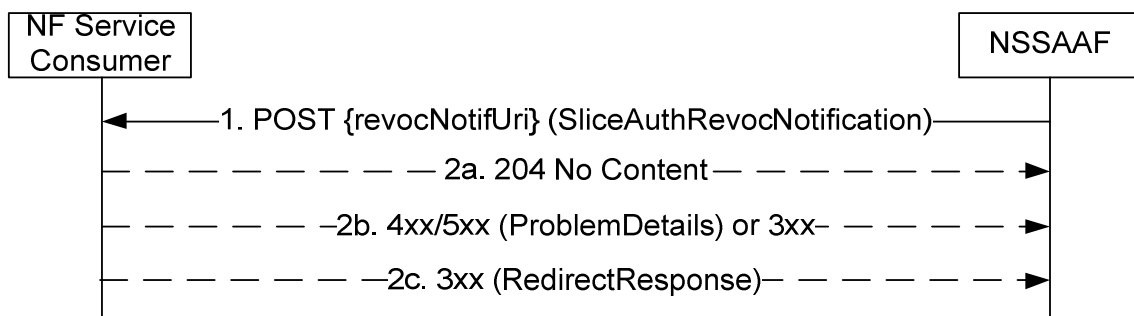 NF Service
Consumer
NSSAAF
1. POST {revocNotifUri} (SliceAuthRevocNotification)
2a. 204 No Content
2b. 4xx/5xx (ProblemDetails) or 3xx
2c. 3xx (RedirectResponse)